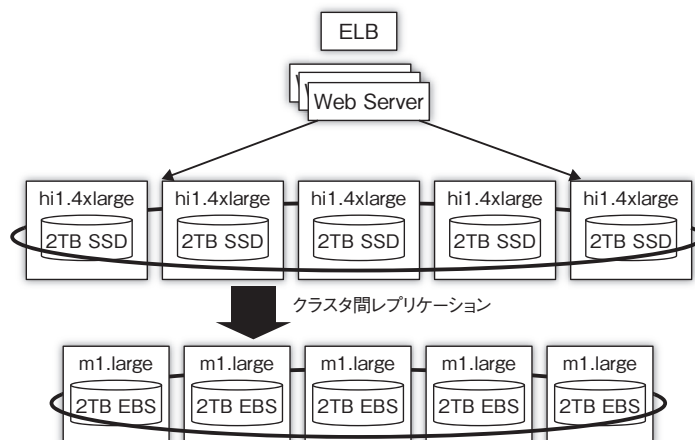 ELB
Web Server
hi1.4xlarge hi1.4xlarge hi1.4xlarge hi1.4xlarge hi1.4xlarge
2TB SSD 2TB SSD 2TB SSD 2TB SSD 2TB SSD
クラスタ間レプリケーション
m1.large m1.large m1.large m1.large m1.large
2TB EBS 2TB EBS 2TB EBS 2TB EBS 2TB EBS